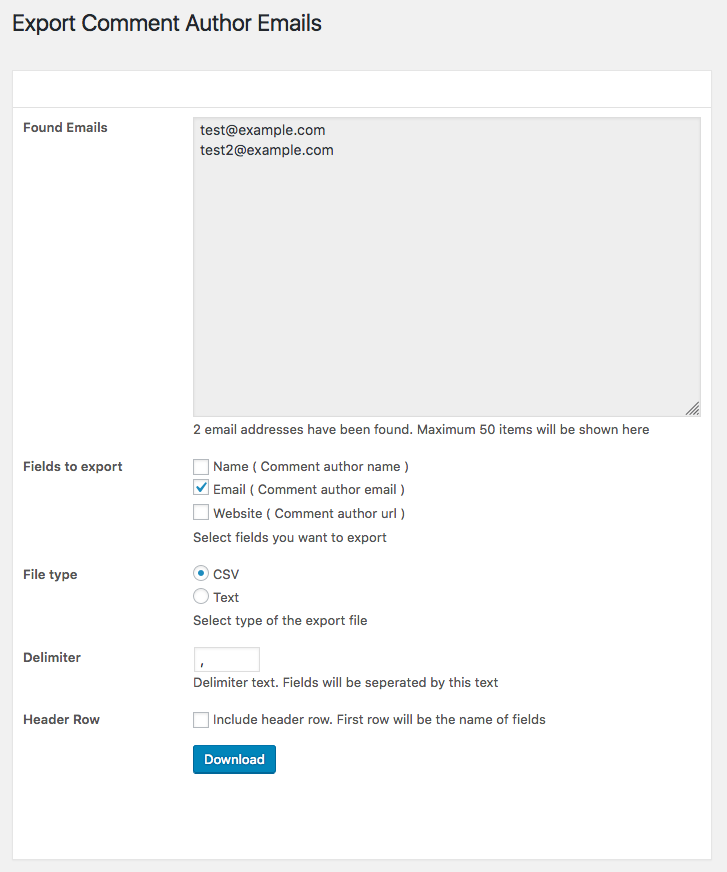 Export Comment Author Emails
Found Emails
test@example.com
test2@example.com
2 email addresses have been found. Maximum 50 items will be shown here
Fields to export
Name ( Comment author name )
Email ( Comment author email )
Website ( Comment author url )
Select fields you want to export
File type
CSV
Text
Select type of the export file
Delimiter
,
Delimiter text. Fields will be seperated by this text
Header Row
Include header row. First row will be the name of fields
Download